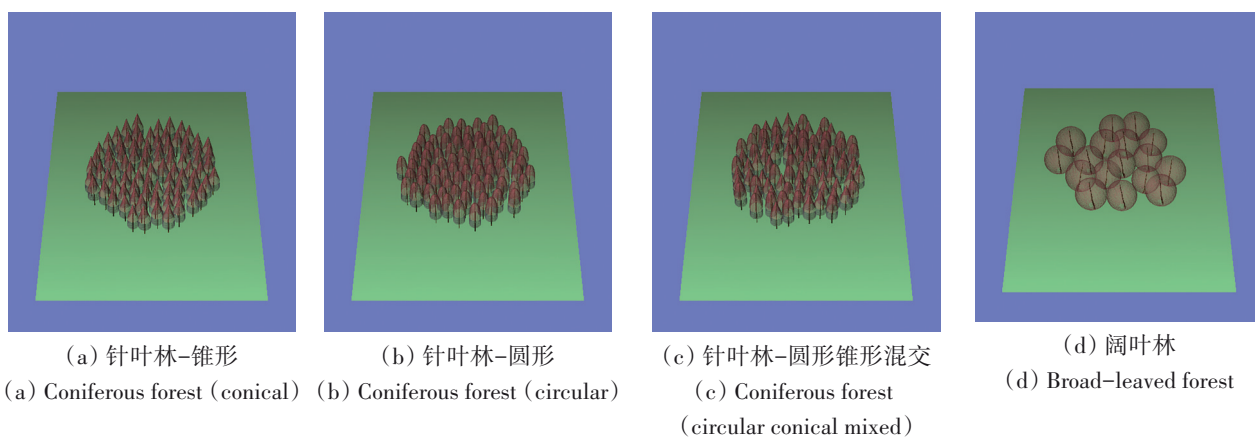 (a) 针叶林-锥形
(a) Coniferous forest (conical)
(b) 针叶林-圆形
(b) Coniferous forest (circular)
(c) 针叶林-圆形锥形混交
(c) Coniferous forest
(circular conical mixed)
(d) 阔叶林
(d) Broad-leaved forest